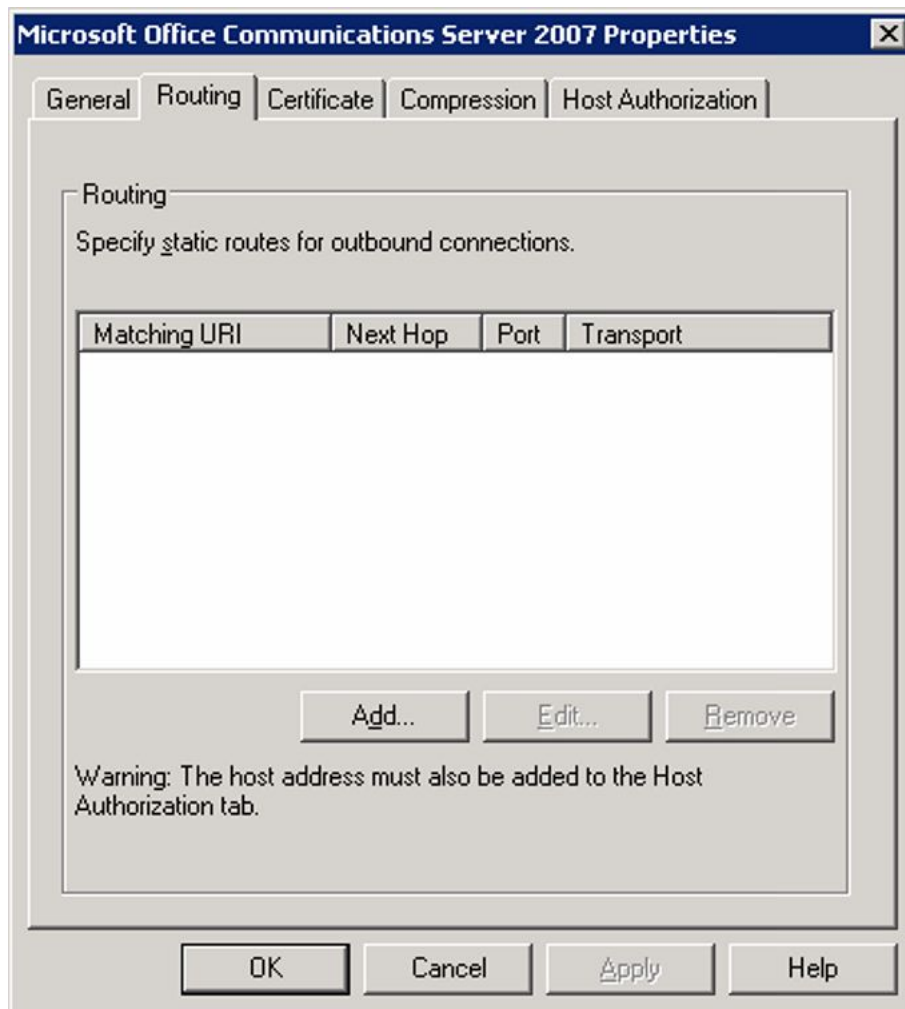 Microsoft Office Communications Server 2007 Properties
General Routing Certificate Compression Host Authorization
Routing
Specify static routes for outbound connections.
Matching URI Next Hop Port Transport
Add... Edit... Remove
Warning: The host address must also be added to the Host
Authorization tab.
OK Cancel Apply Help